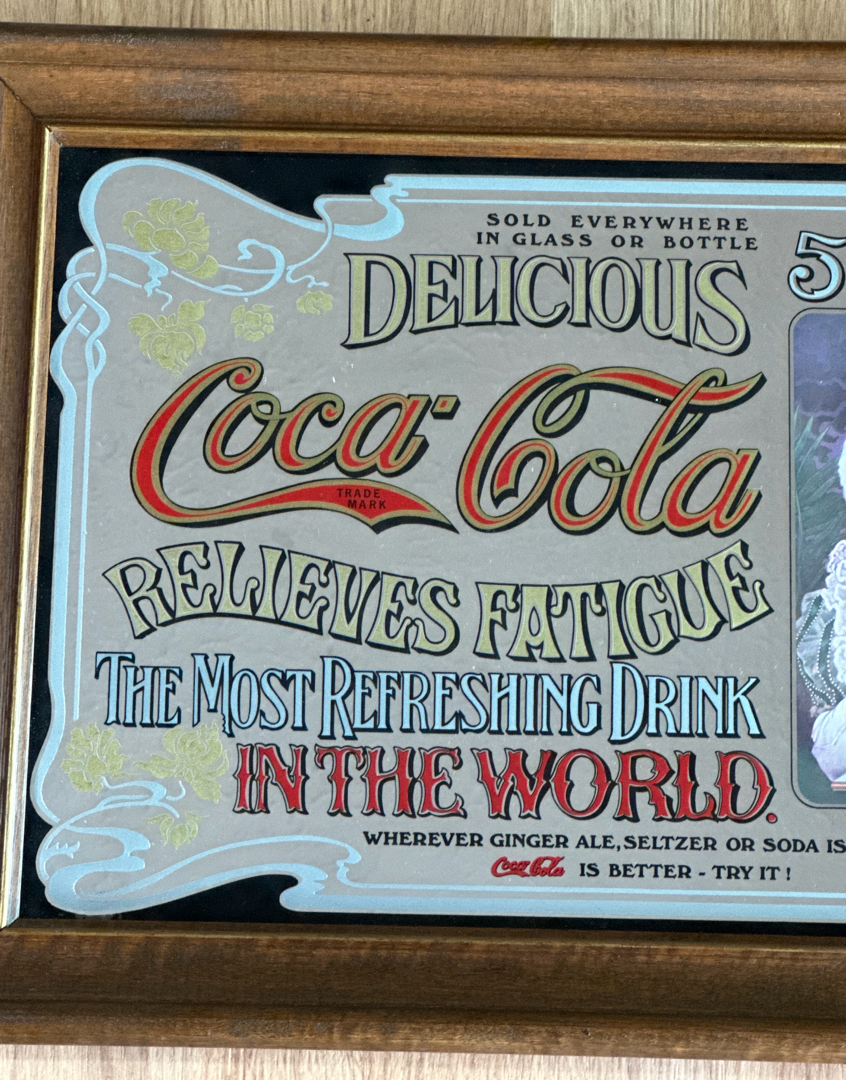 SOLD EVERYWHERE
IN GLASS OR BOTTLE
5
DELICIOUS
Coca-Cola
TRADE
MARK
RELIEVES FATIGUE
THE MOST REFRESHING DRINK
IN THE WORLD.
WHEREVER GINGER ALE, SELTZER OR SODA IS
Coca-Cola IS BETTER - TRY IT!